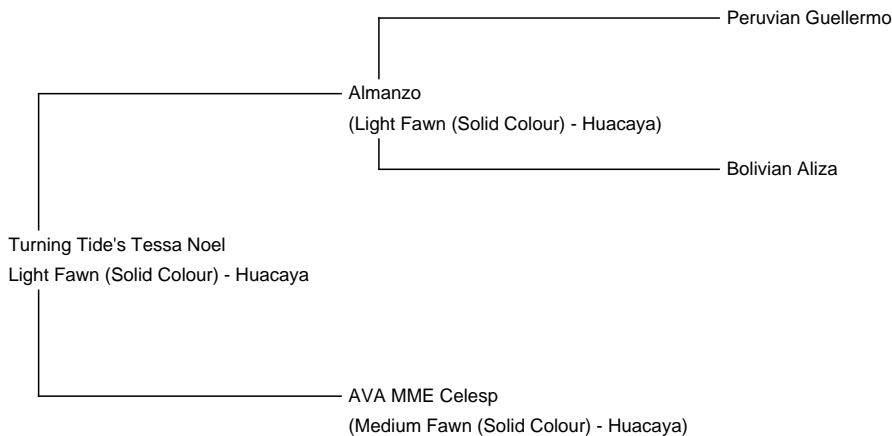 Peruvian Guellermo
Almanzo
(Light Fawn (Solid Colour) - Huacaya)
Bolivian Aliza
Turning Tide's Tessa Noel
Light Fawn (Solid Colour) - Huacaya
AVA MME Celesp
(Medium Fawn (Solid Colour) - Huacaya)